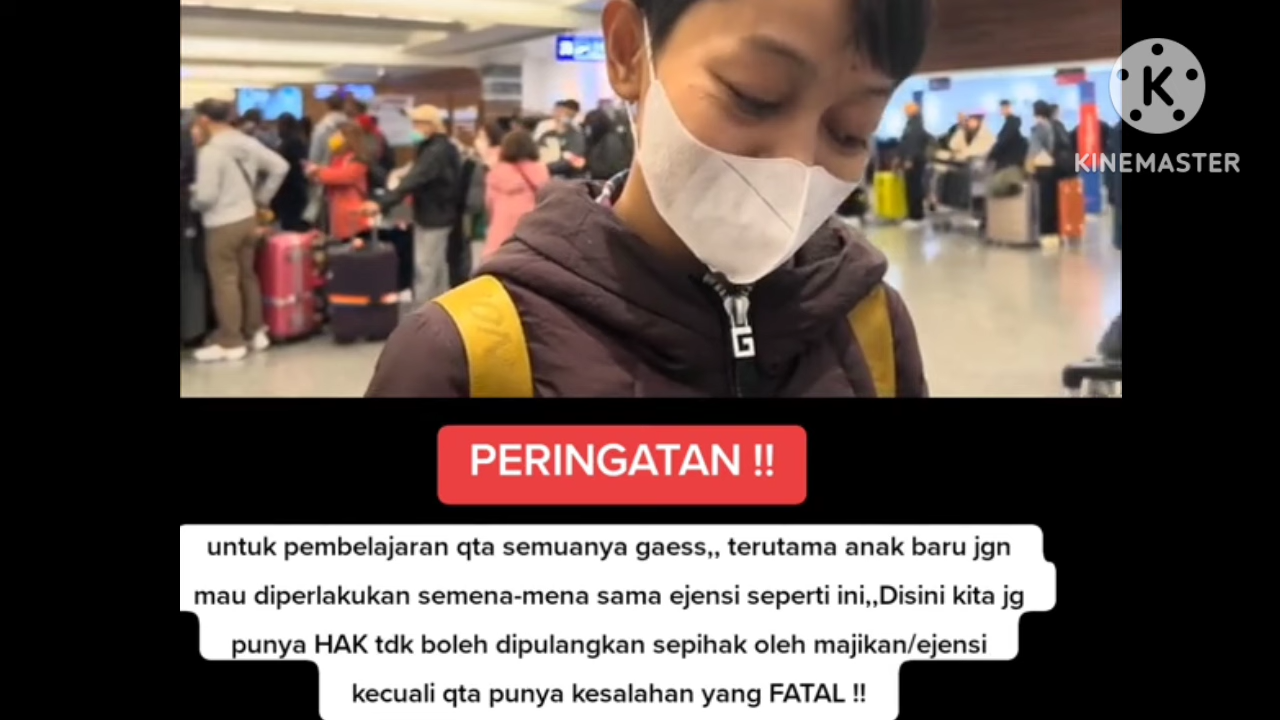 KINEMASTER
PERINGATAN !!
untuk pembelajaran qta semuanya gaess,, terutama anak baru jgn
mau diperlakukan semena-mena sama ejensi seperti ini,,Disini kita jg
punya HAK tdk boleh dipulangkan sepihak oleh majikan/ejensi
kecuali qta punya kesalahan yang FATAL !!